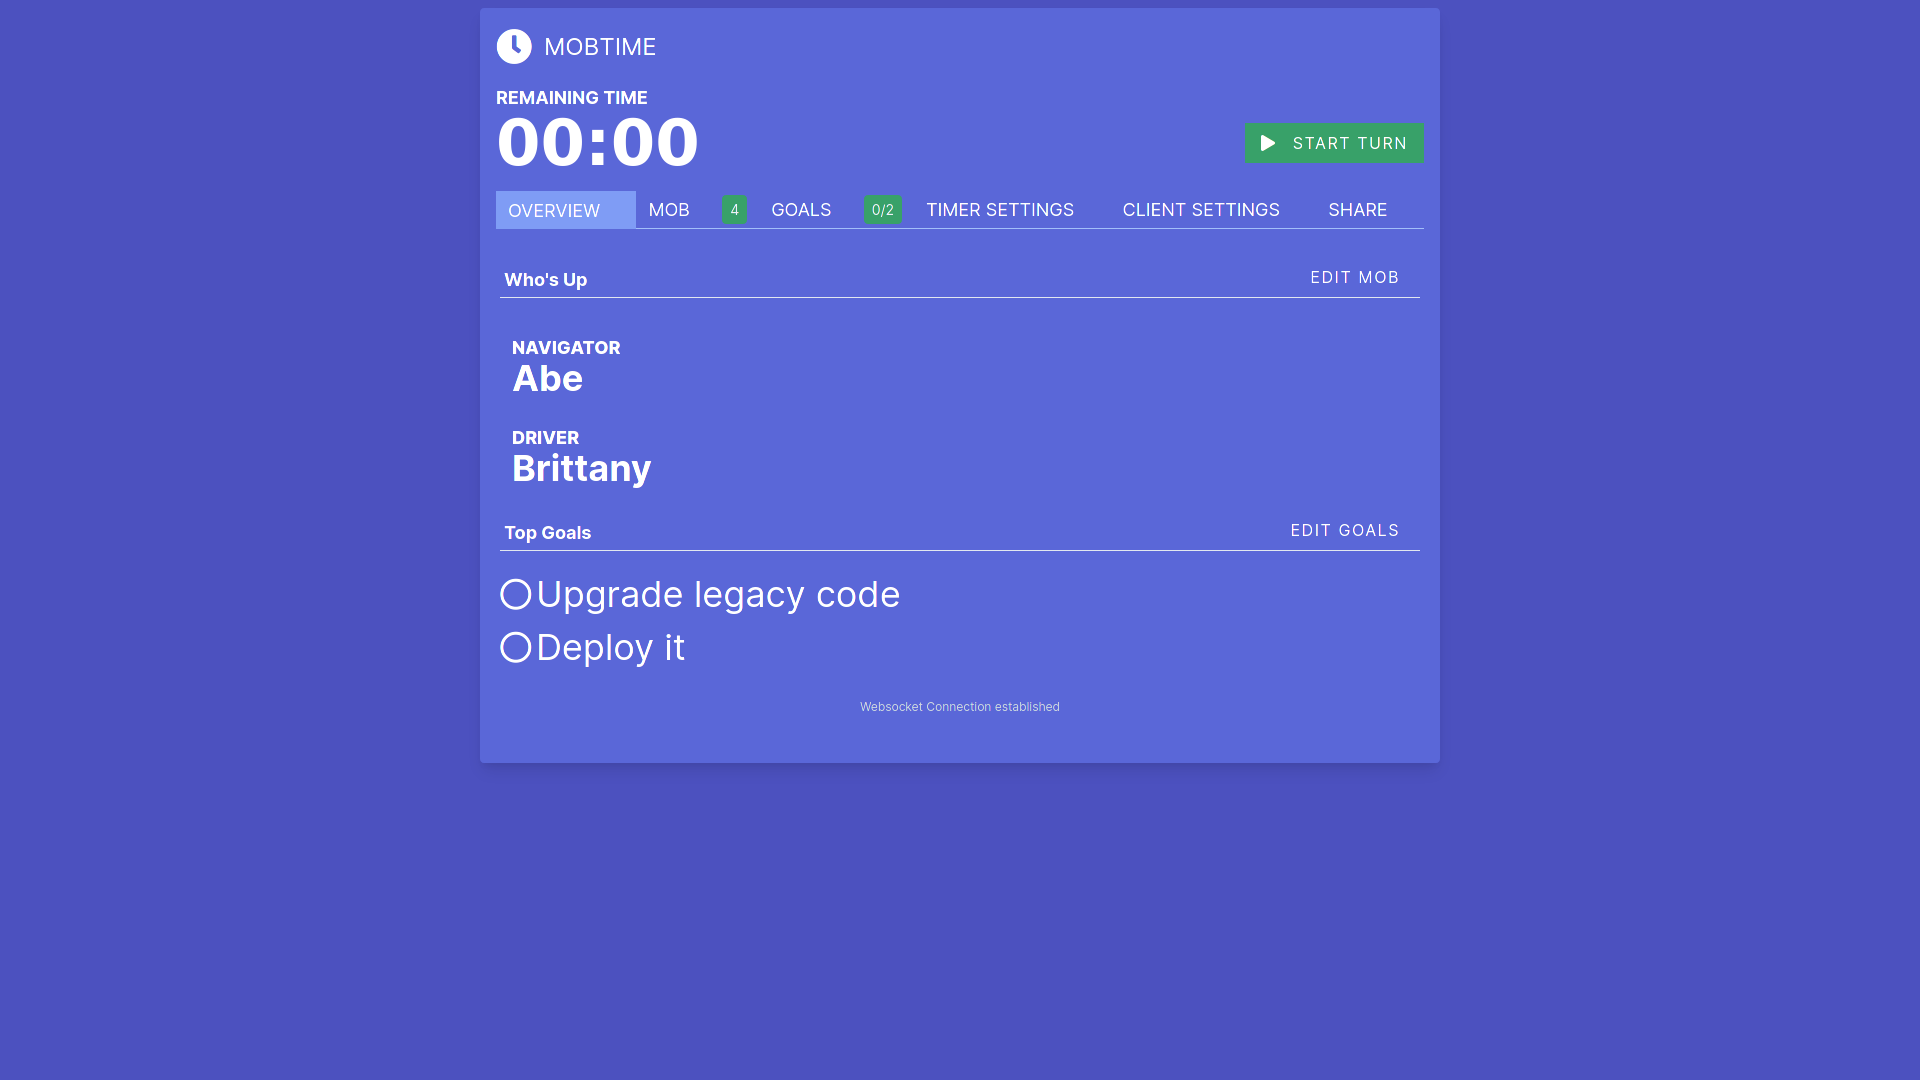 MOBTIME
REMAINING TIME
00:00
START TURN
OVERVIEW MOB 4 GOALS 0/2 TIMER SETTINGS CLIENT SETTINGS SHARE
Who's Up EDIT MOB
NAVIGATOR
Abe
DRIVER
Brittany
Top Goals EDIT GOALS
Upgrade legacy code
Deploy it
Websocket Connection established